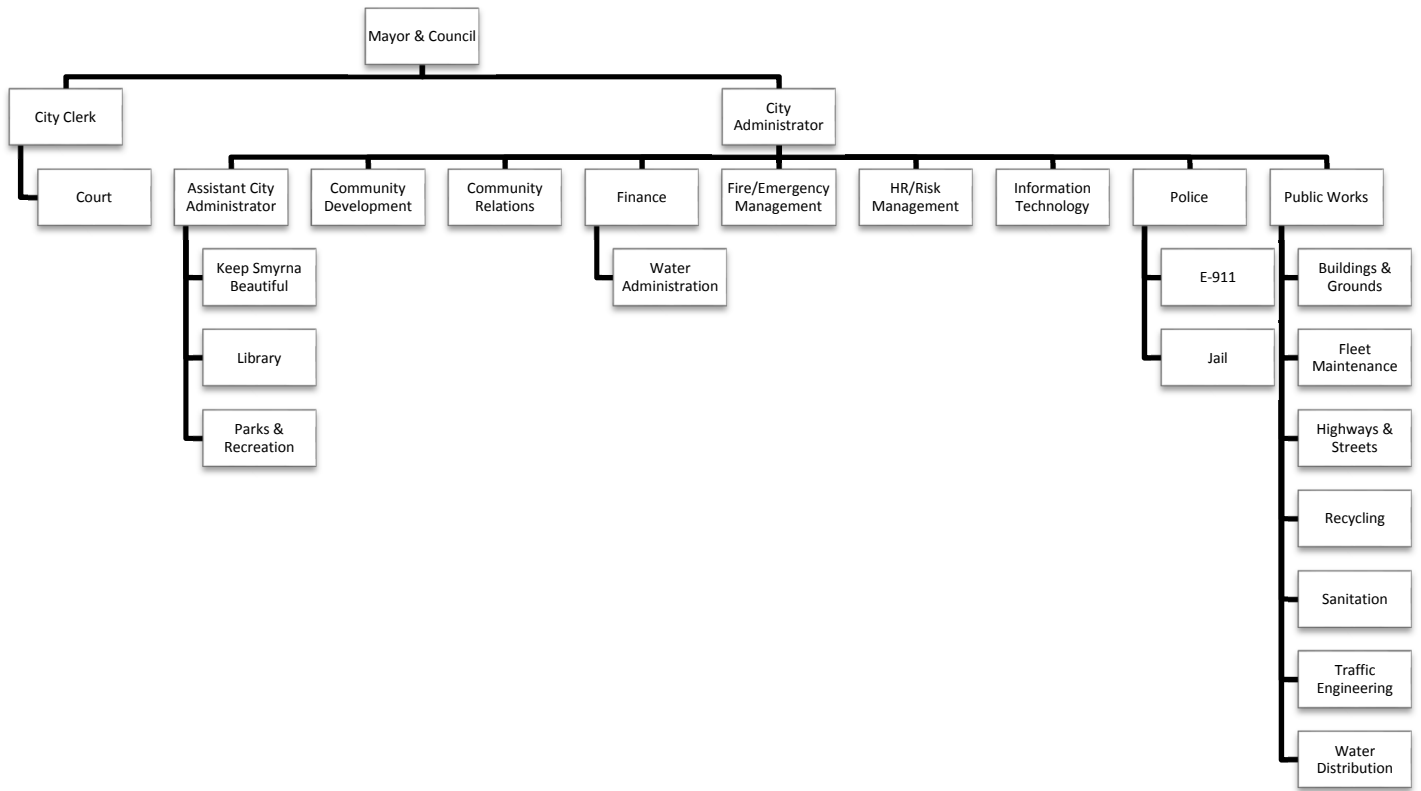 Mayor & Council
City Clerk
City
Administrator
Court
Assistant City
Administrator
Community
Development
Community
Relations
Finance
Fire/Emergency
Management
HR/Risk
Management
Information
Technology
Police
Public Works
Keep Smyrna
Beautiful
Water
Administration
E-911
Buildings &
Grounds
Library
Jail
Fleet
Maintenance
Parks &
Recreation
Highways &
Streets
Recycling
Sanitation
Traffic
Engineering
Water
Distribution